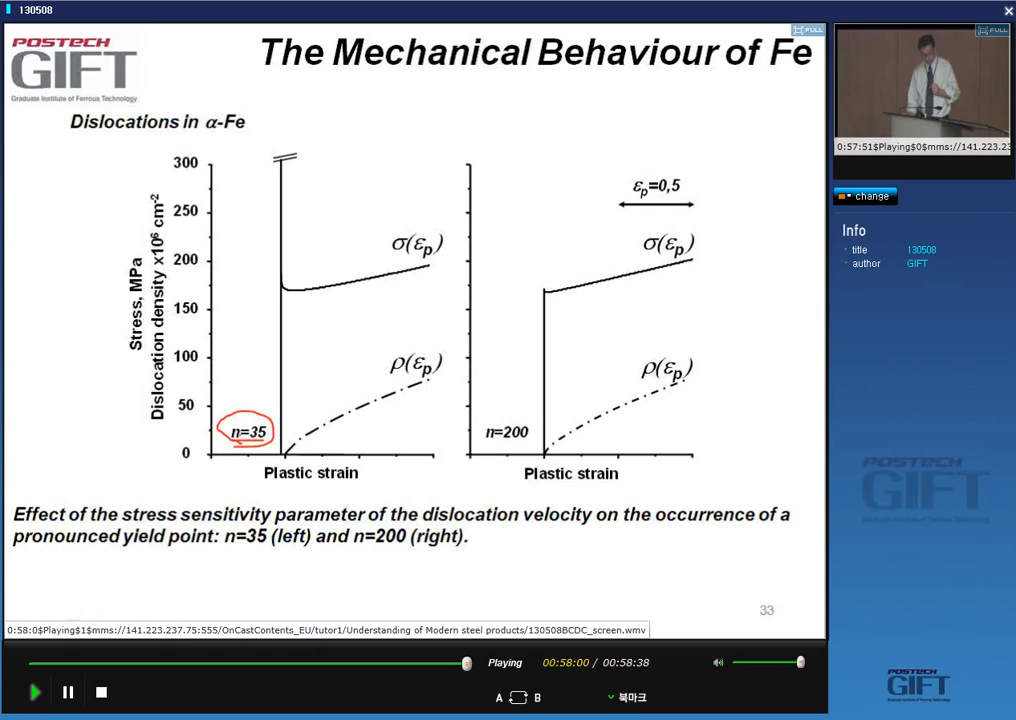 130508
POSTECH
GIFT
Graduate Institute of Ferrous Technology
The Mechanical Behaviour of Fe
FULL
FULL
Dislocations in α-Fe
Stress, MPa
Dislocation density x10⁶ cm⁻²
300
250
200
150
100
50
0
σ(εp)
ρ(εp)
n=35
Plastic strain
εp=0,5
σ(εp)
ρ(εp)
n=200
Plastic strain
Effect of the stress sensitivity parameter of the dislocation velocity on the occurrence of a
pronounced yield point: n=35 (left) and n=200 (right).
33
0:58:0$Playing$1$mms://141.223.237.75:555/OnCastContents_EU/tutor1/Understanding of Modern steel products/130508BCDC_screen.wmv
0:57:51$Playing$0$mms://141.223.23
change
Info
title 130508
author GIFT
POSTECH
GIFT
Playing 00:58:00 / 00:58:38
A B 북마크
POSTECH
GIFT